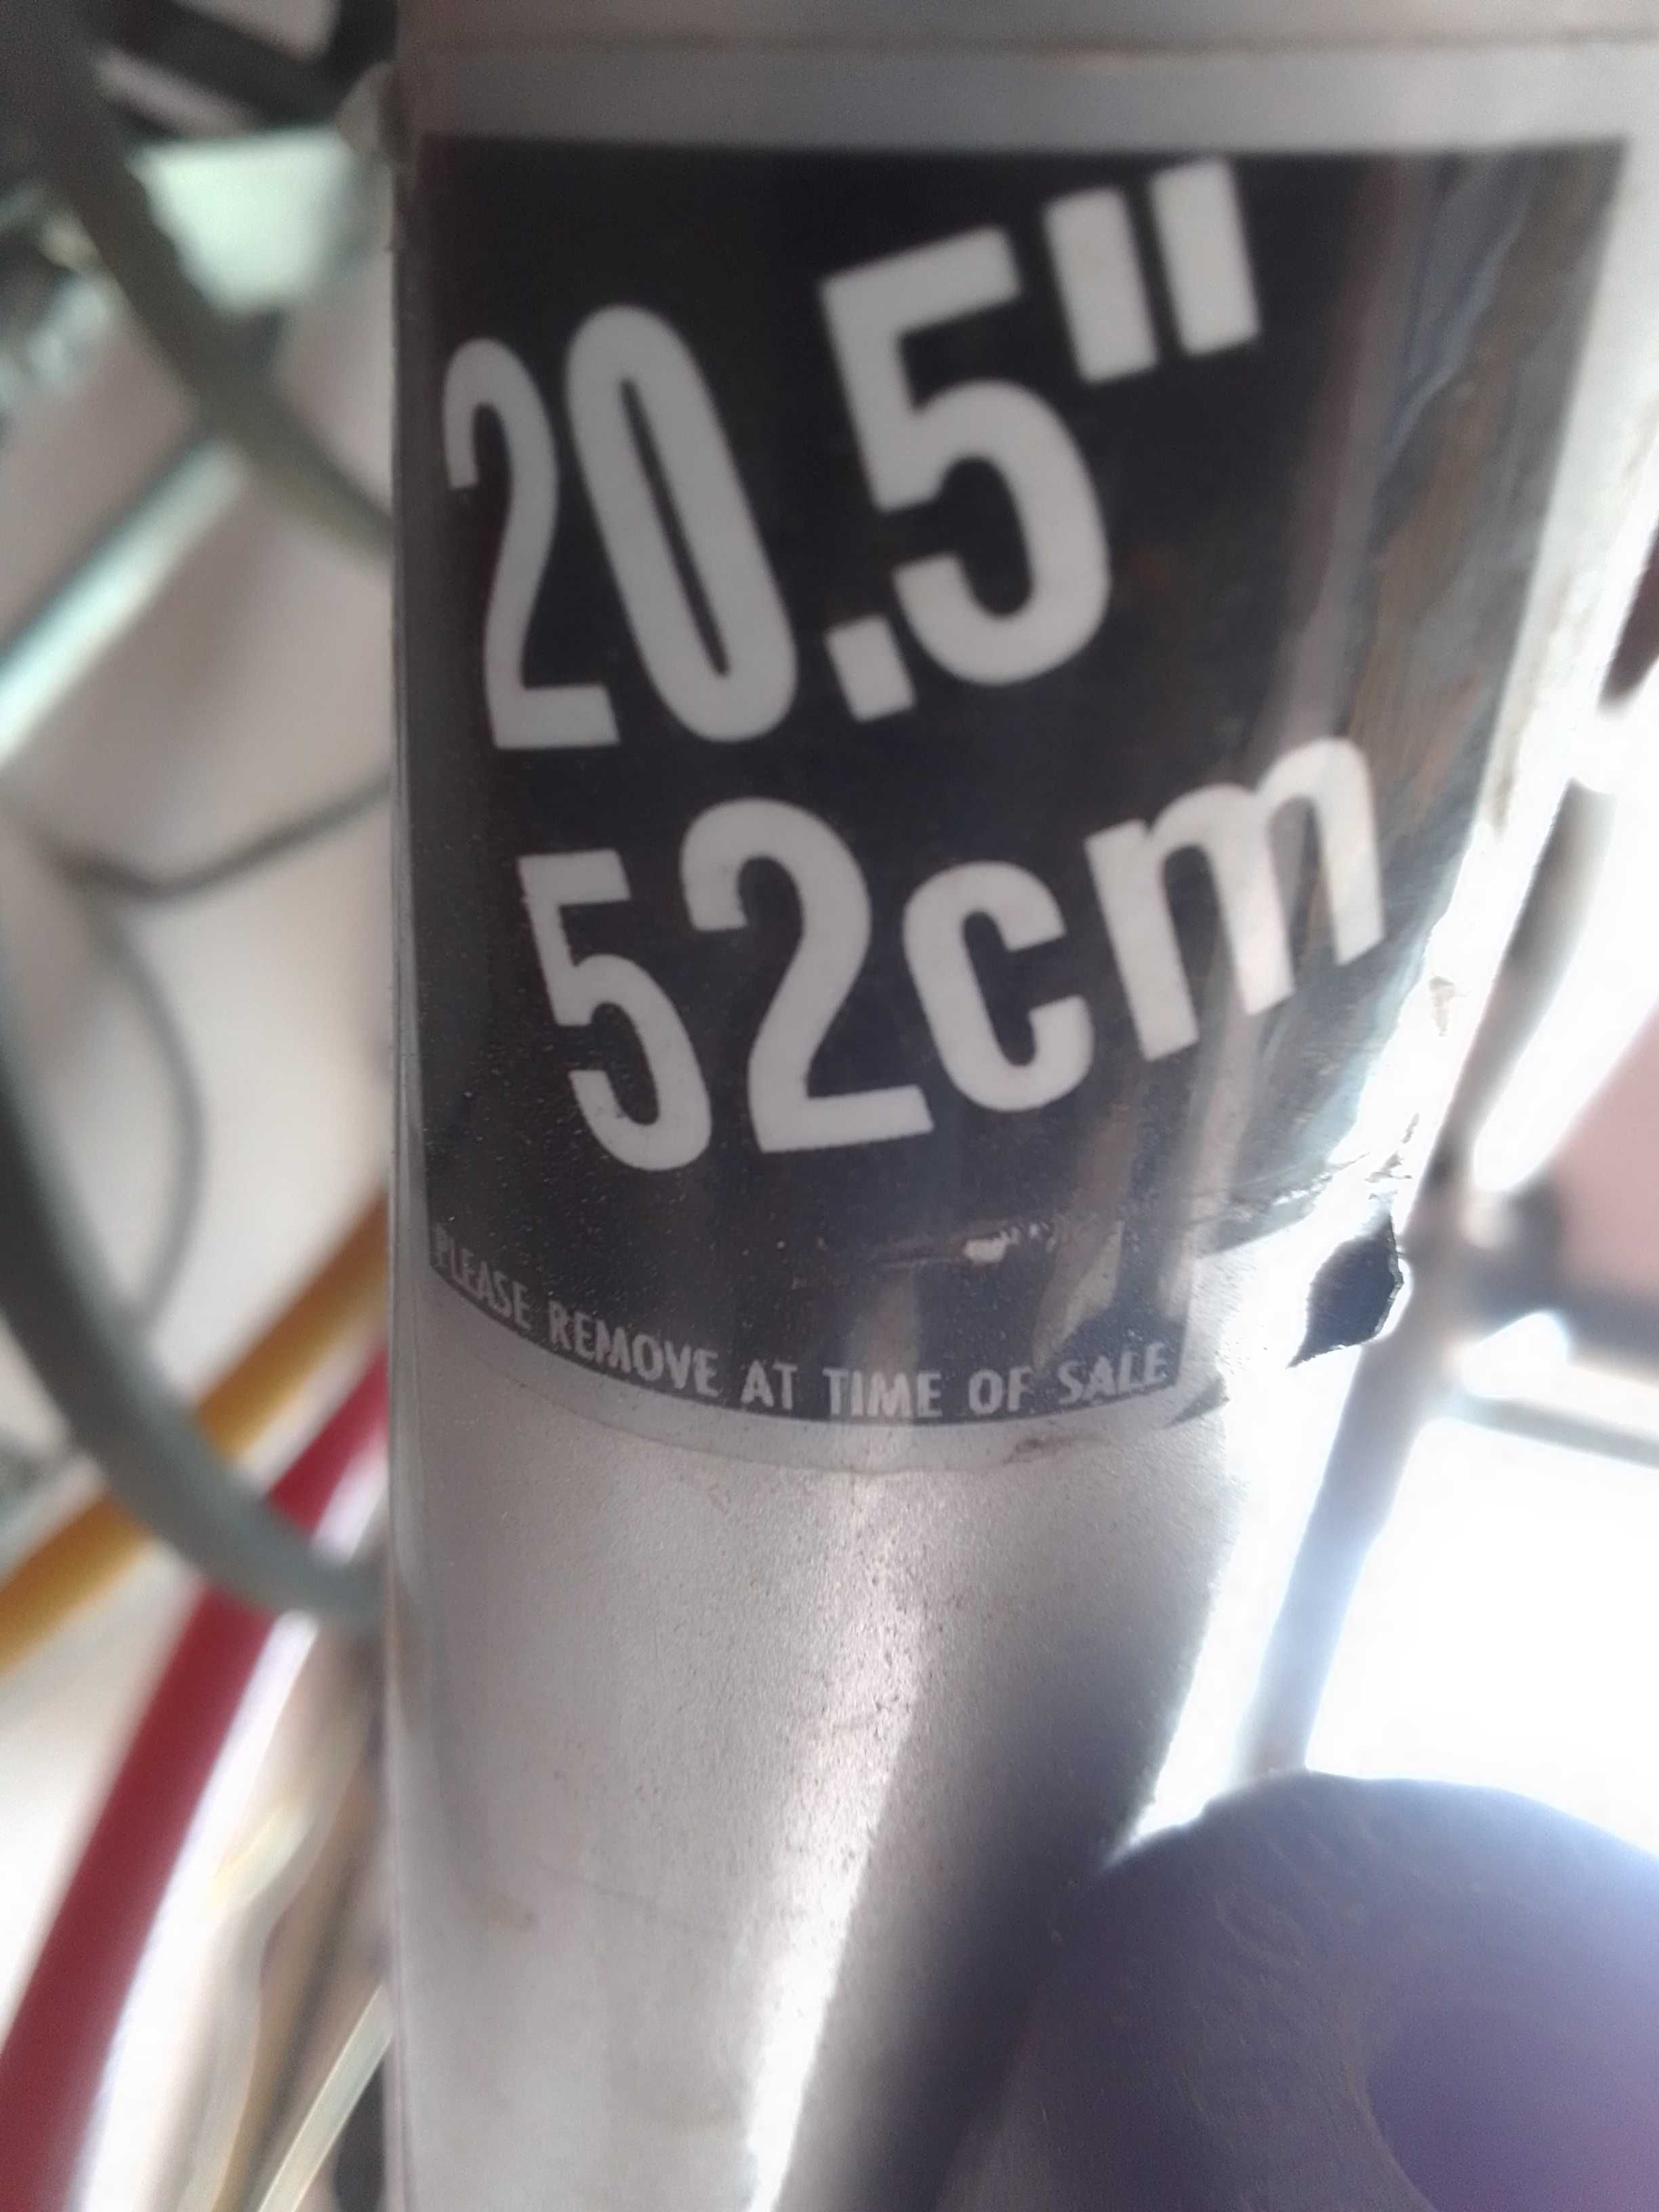 20.5"
52cm
PLEASE REMOVE AT TIME OF SALE